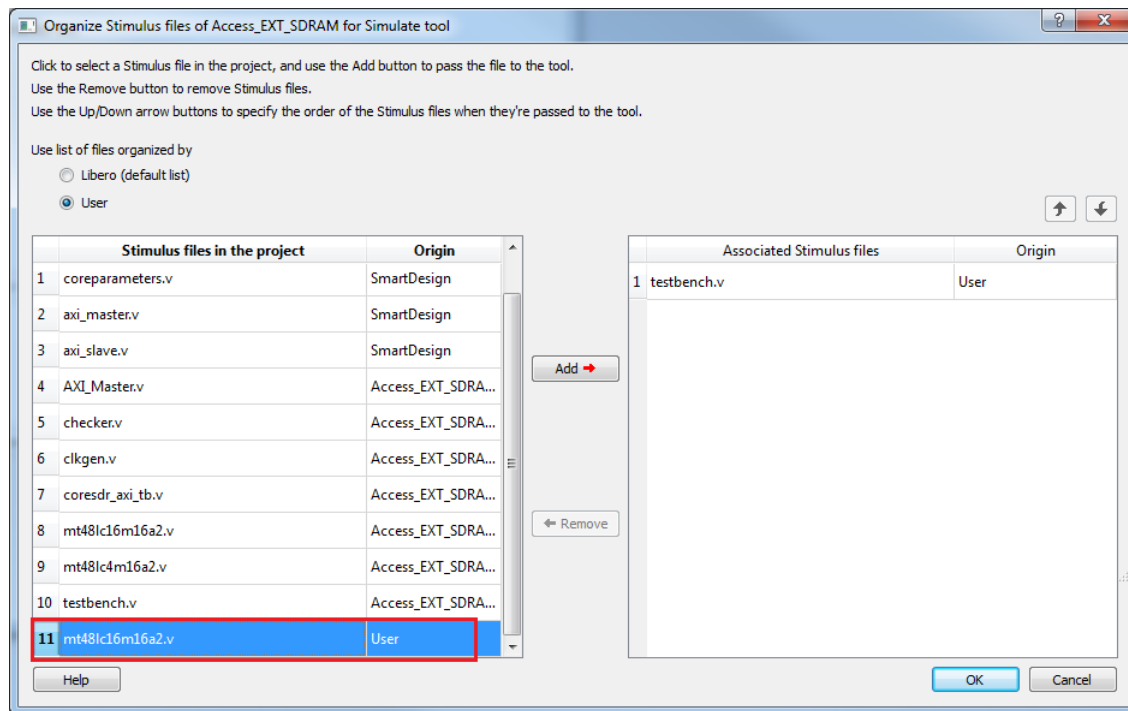 Organize Stimulus files of Access_EXT_SDRAM for Simulate tool
Click to select a Stimulus file in the project, and use the Add button to pass the file to the tool.
Use the Remove button to remove Stimulus files.
Use the Up/Down arrow buttons to specify the order of the Stimulus files when they're passed to the tool.
Use list of files organized by
Libero (default list)
User
Stimulus files in the project Origin
1 coreparameters.v SmartDesign
2 axi_master.v SmartDesign
3 axi_slave.v SmartDesign
4 AXI_Master.v Access_EXT_SDRA...
5 checker.v Access_EXT_SDRA...
6 clkgen.v Access_EXT_SDRA...
7 coresdr_axi_tb.v Access_EXT_SDRA...
8 mt48lc16m16a2.v Access_EXT_SDRA...
9 mt48lc4m16a2.v Access_EXT_SDRA...
10 testbench.v Access_EXT_SDRA...
11 mt48lc16m16a2.v User
Add
Remove
Associated Stimulus files Origin
1 testbench.v User
Help
OK
Cancel